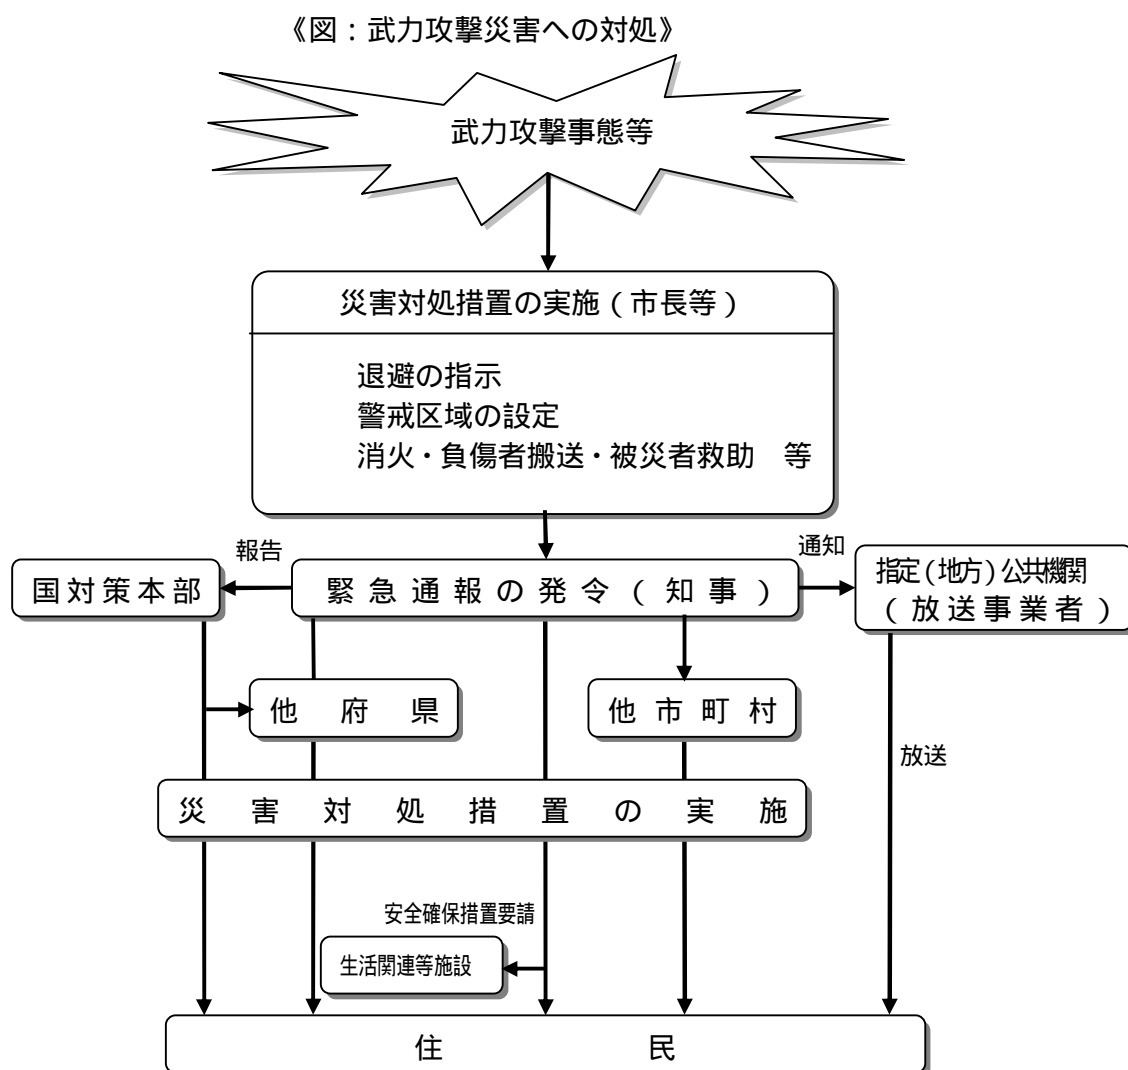 《図：武力攻撃災害への対処》
武力攻撃事態等
災害対処措置の実施（市長等）
退避の指示
警戒区域の設定
消火・負傷者搬送・被災者救助　等
報告
通知
国対策本部
緊急通報の発令（知事）
指定（地方）公共機関
（放送事業者）
他府県
他市町村
放送
災害対処措置の実施
安全確保措置要請
生活関連等施設
住民